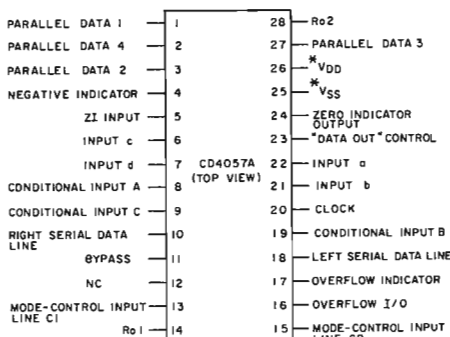 PARALLEL DATA 1 1
PARALLEL DATA 4 2
PARALLEL DATA 2 3
NEGATIVE INDICATOR 4
ZI INPUT 5
INPUT c 6
INPUT d 7
CONDITIONAL INPUT A 8
CONDITIONAL INPUT C 9
RIGHT SERIAL DATA
LINE 10
BYPASS 11
NC 12
MODE-CONTROL INPUT
LINE C1 13
Ro1 14
CD4057A
(TOP VIEW)
28 Ro2
27 PARALLEL DATA 3
26 *VDD
25 *VSS
24 ZERO INDICATOR
OUTPUT
23 "DATA OUT" CONTROL
22 INPUT a
21 INPUT b
20 CLOCK
19 CONDITIONAL INPUT B
18 LEFT SERIAL DATA LINE
17 OVERFLOW INDICATOR
16 OVERFLOW I/O
15 MODE-CONTROL INPUT